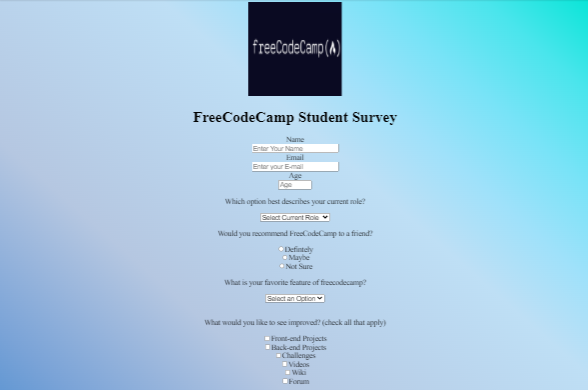 freeCodeCamp(🔥)
FreeCodeCamp Student Survey
Name
Enter Your Name
Email
Enter your E-mail
Age
Age
Which option best describes your current role?
Select Current Role
Would you recommend FreeCodeCamp to a friend?
Defintely
Maybe
Not Sure
What is your favorite feature of freecodecamp?
Select an Option
What would you like to see improved? (check all that apply)
Front-end Projects
Back-end Projects
Challenges
Videos
Wiki
Forum